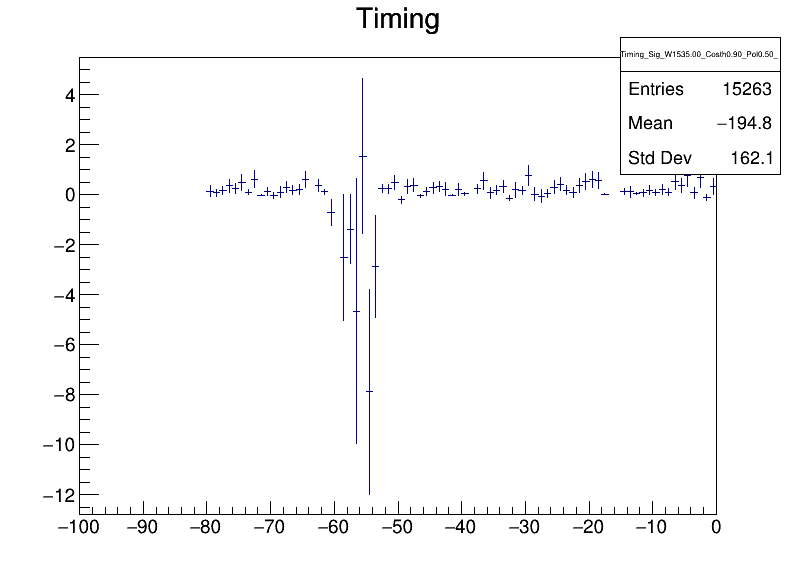 Timing
Timing_Sig_W1535.00_Costh0.90_Pol0.50_
Entries 15263
Mean −194.8
Std Dev 162.1
4
2
0
−2
−4
−6
−8
−10
−12
−100 −90 −80 −70 −60 −50 −40 −30 −20 −10 0